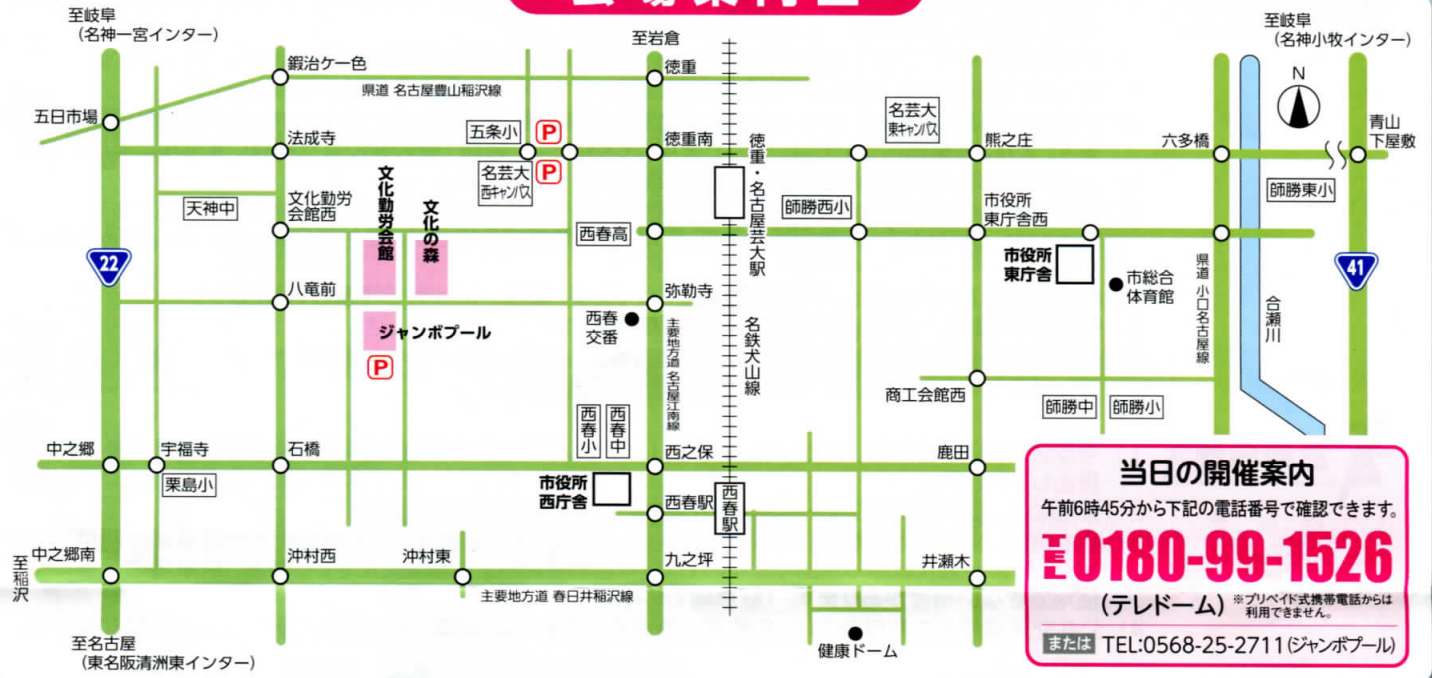 会場案内図
至岐阜
(名神一宮インター)
至岩倉
至岐阜
(名神小牧インター)
N
鍛治ケ一色
徳重
県道 名古屋豊山稲沢線
五日市場
法成寺
五条小
P
徳重南
名芸大
東キャンパス
熊之庄
六多橋
青山
下屋敷
名芸大
西キャンパス
P
徳重・名古屋芸大駅
天神中
文化勤労
会館西
文化勤労会館
文化の森
西春高
師勝西小
市役所
東庁舎西
師勝東小
22
市役所
東庁舎
市総合
体育館
県道 小口名古屋線
合瀬川
41
八竜前
弥勒寺
ジャンボプール
P
西春
交番
主要地方道 名古屋江南線
名鉄犬山線
商工会館西
西春小
西春中
師勝中
師勝小
中之郷
宇福寺
石橋
西之保
鹿田
栗島小
市役所
西庁舎
西春駅
西春駅
至稲沢
中之郷南
沖村西
沖村東
九之坪
井瀬木
主要地方道 春日井稲沢線
至名古屋
(東名阪清洲東インター)
健康ドーム
当日の開催案内
午前6時45分から下記の電話番号で確認できます。
TEL 0180-99-1526
(テレドーム) ※プリペイド式携帯電話からは
利用できません。
または TEL:0568-25-2711(ジャンボプール)